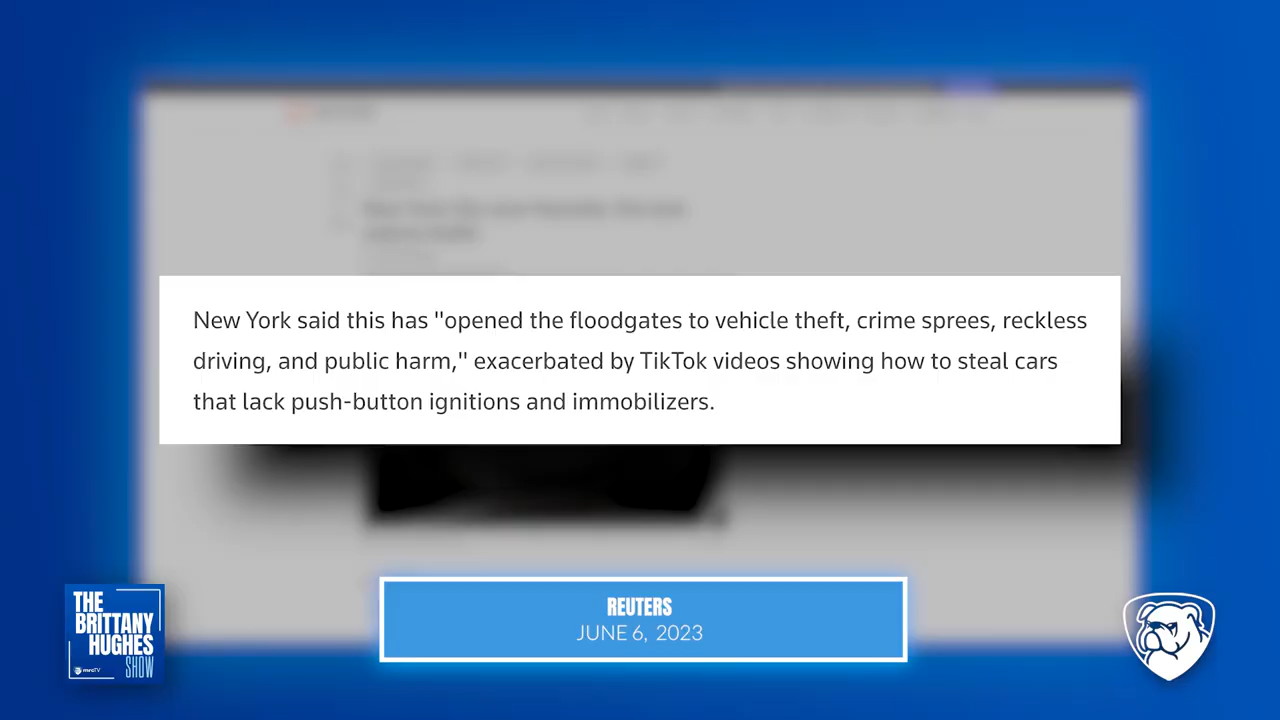 New York said this has "opened the floodgates to vehicle theft, crime sprees, reckless
driving, and public harm," exacerbated by TikTok videos showing how to steal cars
that lack push-button ignitions and immobilizers.
REUTERS
JUNE 6, 2023
THE
BRITTANY
HUGHES
SHOW
mrcTV